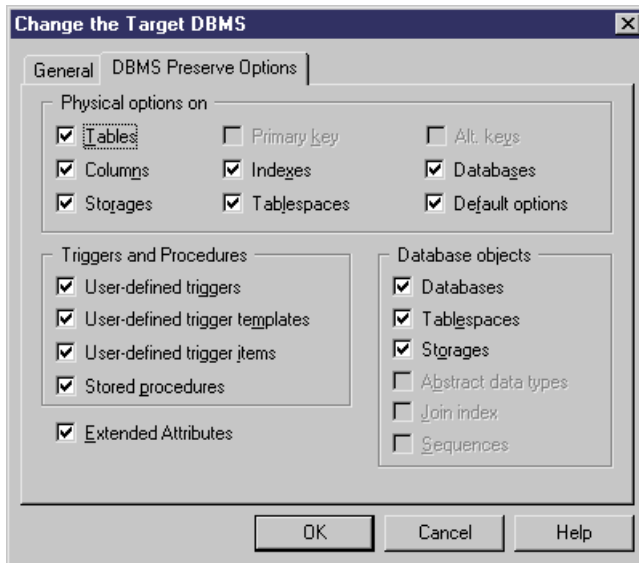 Change the Target DBMS
General DBMS Preserve Options
Physical options on
Tables Primary key Alt. keys
Columns Indexes Databases
Storages Tablespaces Default options
Triggers and Procedures
User-defined triggers
User-defined trigger templates
User-defined trigger items
Stored procedures
Extended Attributes
Database objects
Databases
Tablespaces
Storages
Abstract data types
Join index
Sequences
OK Cancel Help